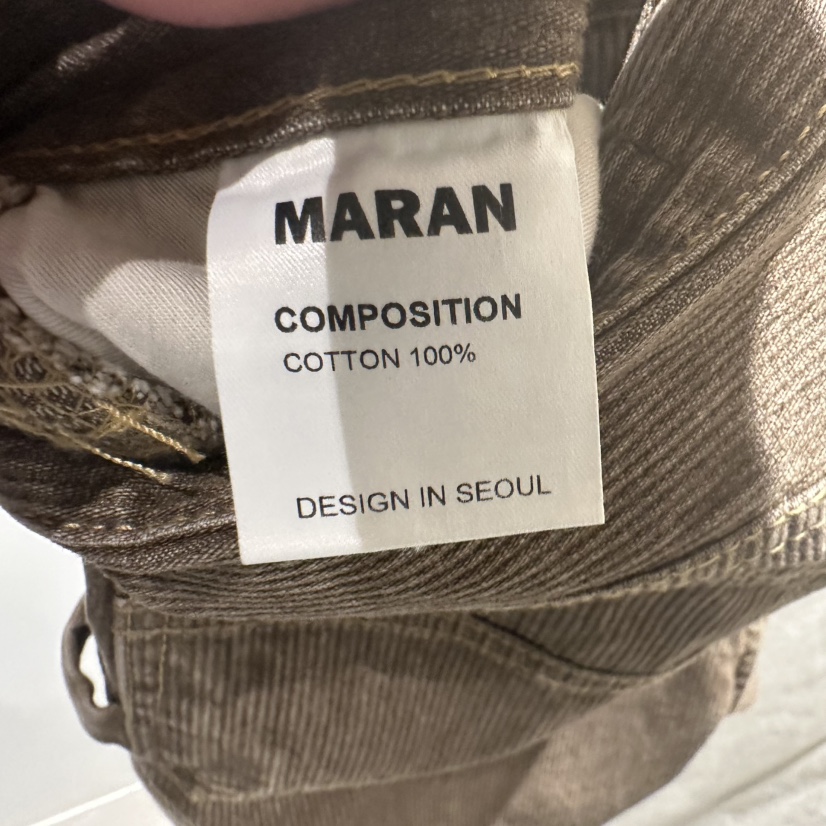 MARAN
COMPOSITION
COTTON 100%
DESIGN IN SEOUL